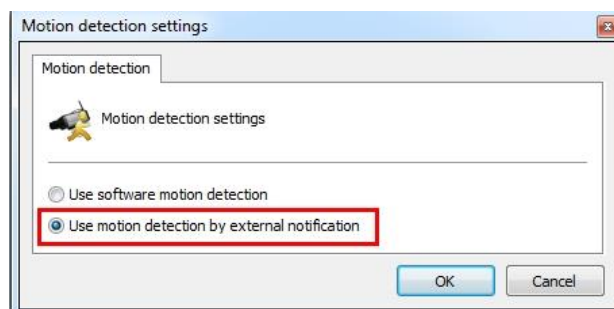 Motion detection settings
Motion detection
Motion detection settings
Use software motion detection
Use motion detection by external notification
OK Cancel